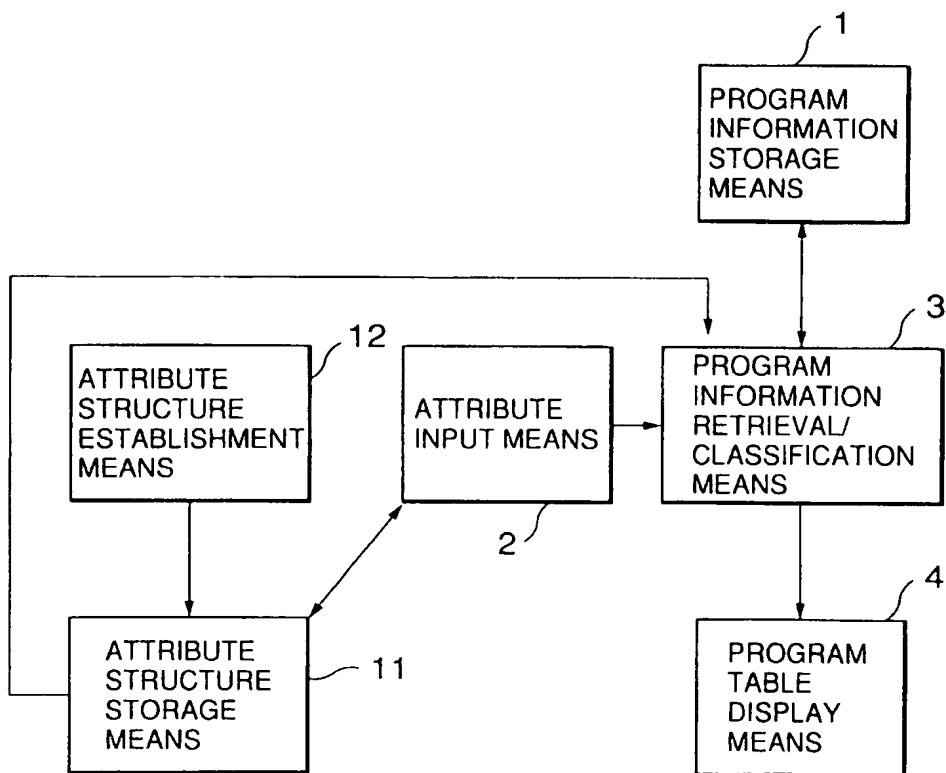 1
PROGRAM
INFORMATION
STORAGE
MEANS
3
PROGRAM
INFORMATION
RETRIEVAL/
CLASSIFICATION
MEANS
12
ATTRIBUTE
STRUCTURE
ESTABLISHMENT
MEANS
ATTRIBUTE
INPUT MEANS
2
ATTRIBUTE
STRUCTURE
STORAGE
MEANS
11
4
PROGRAM
TABLE
DISPLAY
MEANS